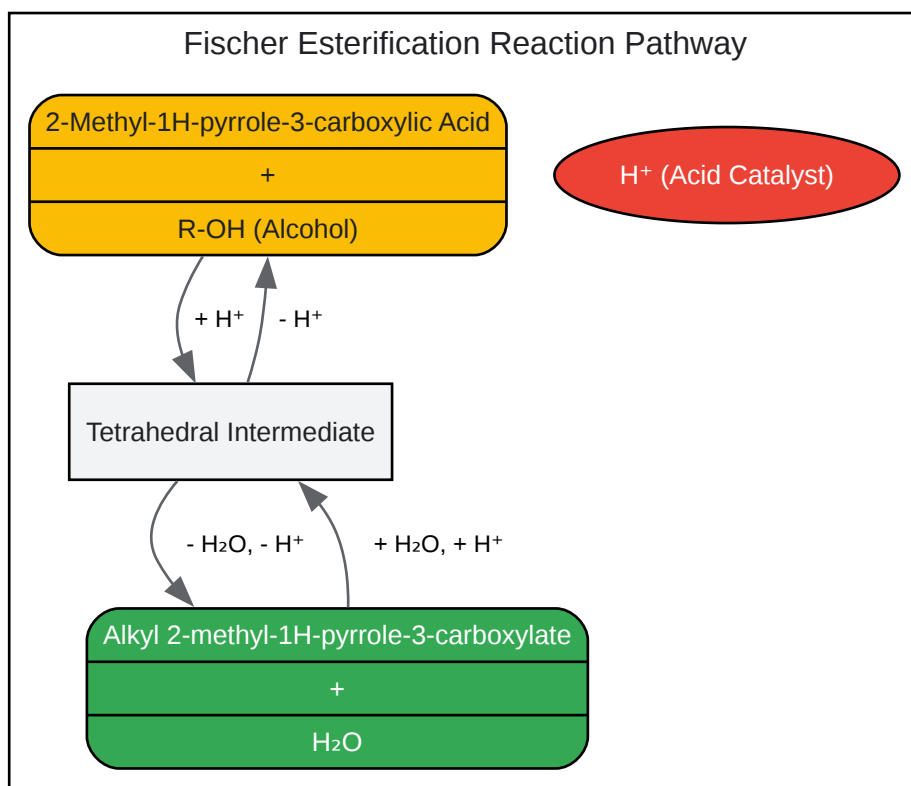 Fischer Esterification Reaction Pathway
2-Methyl-1H-pyrrole-3-carboxylic Acid
+
R-OH (Alcohol)
H⁺ (Acid Catalyst)
+ H⁺
- H⁺
Tetrahedral Intermediate
- H₂O, - H⁺
+ H₂O, + H⁺
Alkyl 2-methyl-1H-pyrrole-3-carboxylate
+
H₂O